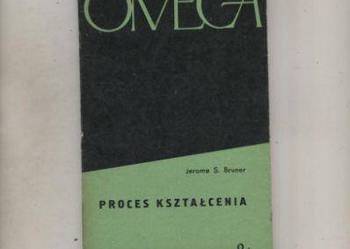 OMEGA
Jerome S. Bruner
PROCES KSZTAŁCENIA